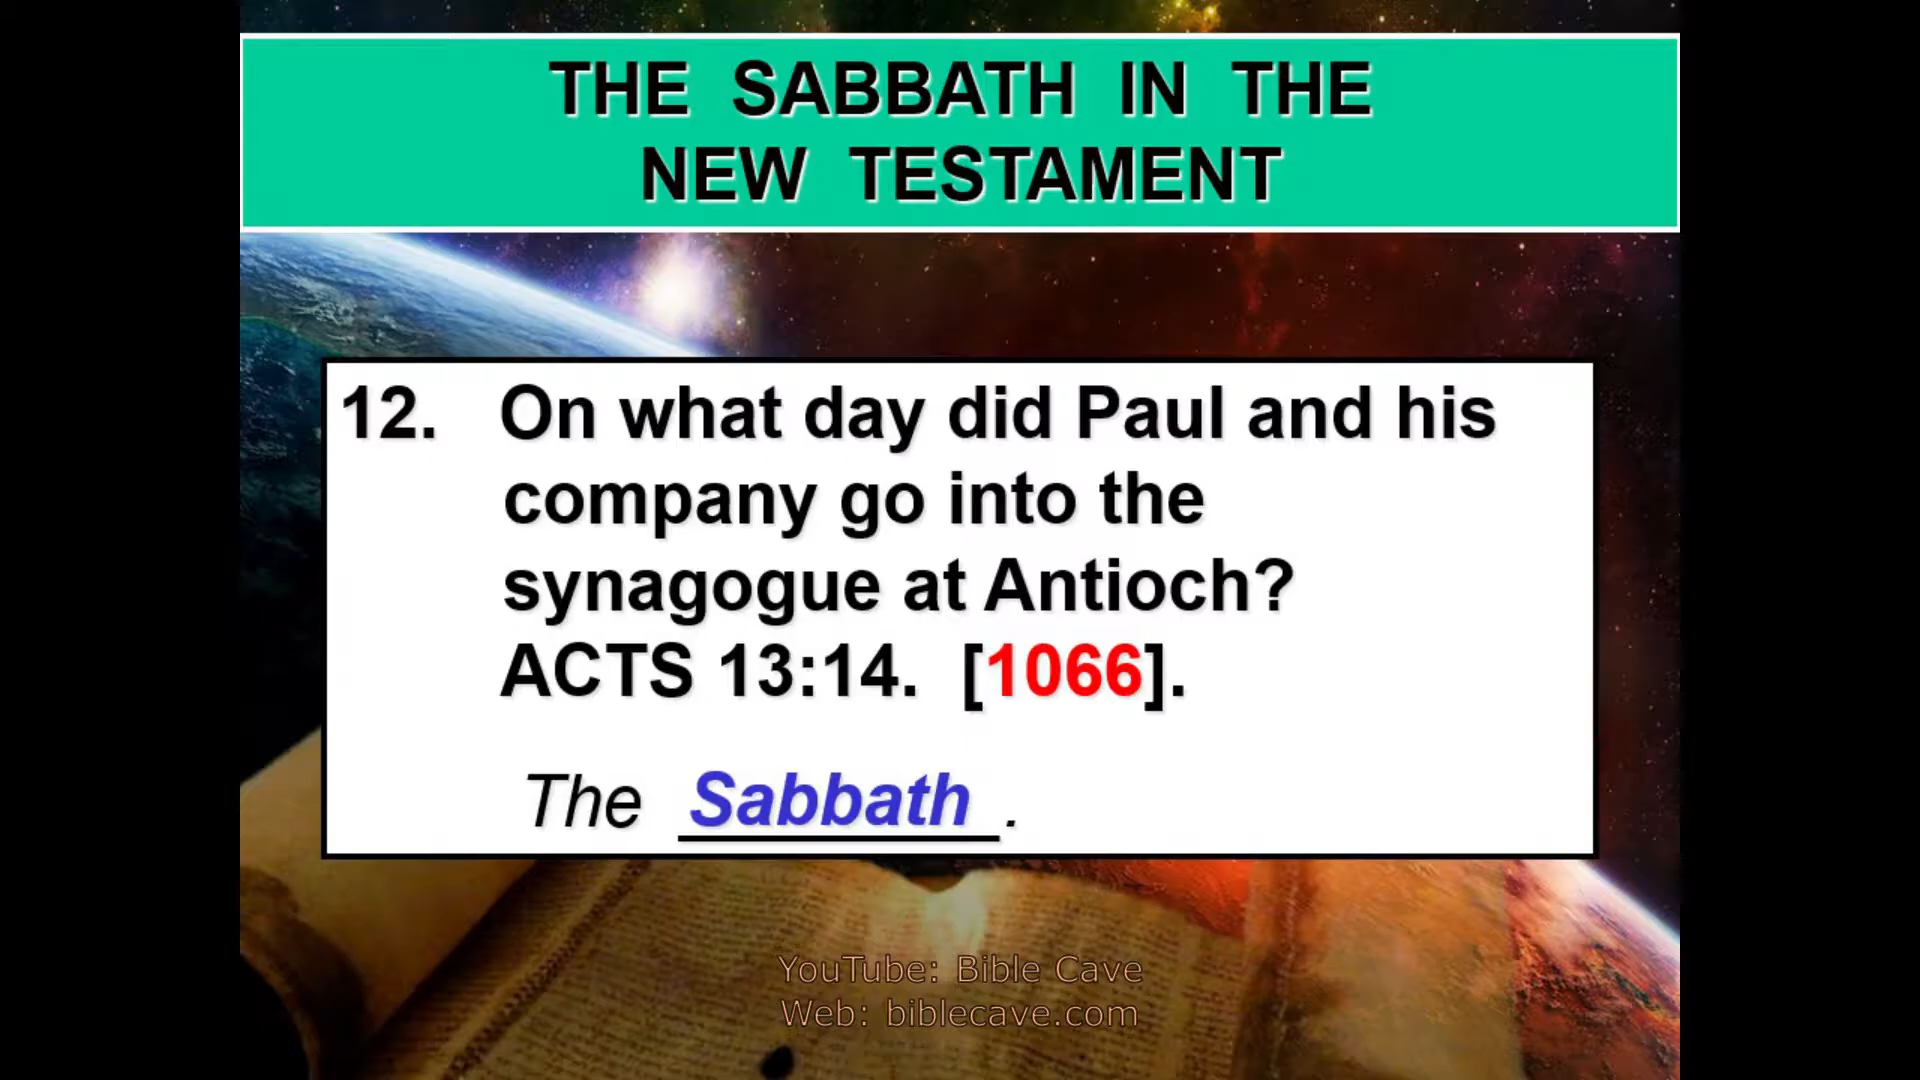 THE SABBATH IN THE
NEW TESTAMENT
12. On what day did Paul and his
company go into the
synagogue at Antioch?
ACTS 13:14. [1066].
The Sabbath.
YouTube: Bible Cave
Web: biblecave.com